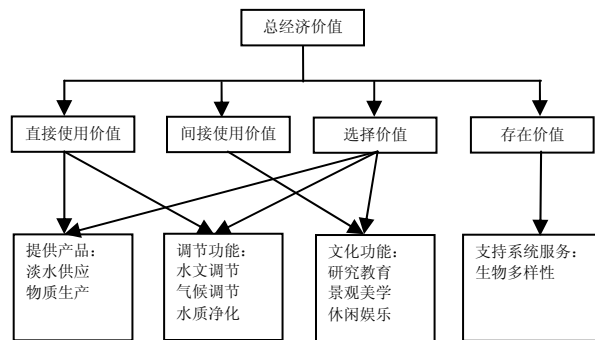 总经济价值
直接使用价值
间接使用价值
选择价值
存在价值
提供产品：
淡水供应
物质生产
调节功能：
水文调节
气候调节
水质净化
文化功能：
研究教育
景观美学
休闲娱乐
支持系统服务：
生物多样性